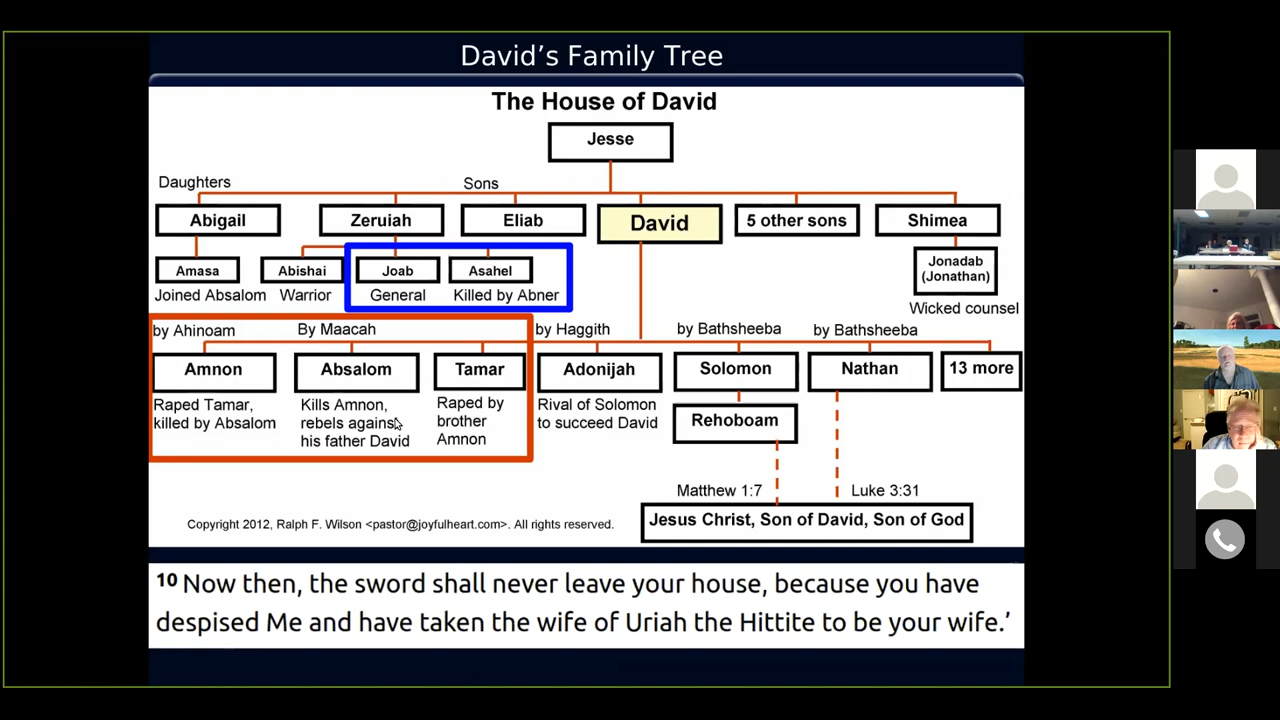 David’s Family Tree
The House of David
Jesse
Daughters
Sons
Abigail
Zeruiah
Eliab
David
5 other sons
Shimea
Amasa
Abishai
Joab
Asahel
Jonadab
(Jonathan)
Joined Absalom
Warrior
General
Killed by Abner
Wicked counsel
by Ahinoam
By Maacah
by Haggith
by Bathsheeba
by Bathsheeba
Amnon
Absalom
Tamar
Adonijah
Solomon
Nathan
13 more
Raped Tamar,
killed by Absalom
Kills Amnon,
rebels against
his father David
Raped by
brother
Amnon
Rival of Solomon
to succeed David
Rehoboam
Matthew 1:7
Luke 3:31
Jesus Christ, Son of David, Son of God
Copyright 2012, Ralph F. Wilson <pastor@joyfulheart.com>. All rights reserved.
10 Now then, the sword shall never leave your house, because you have
despised Me and have taken the wife of Uriah the Hittite to be your wife.’